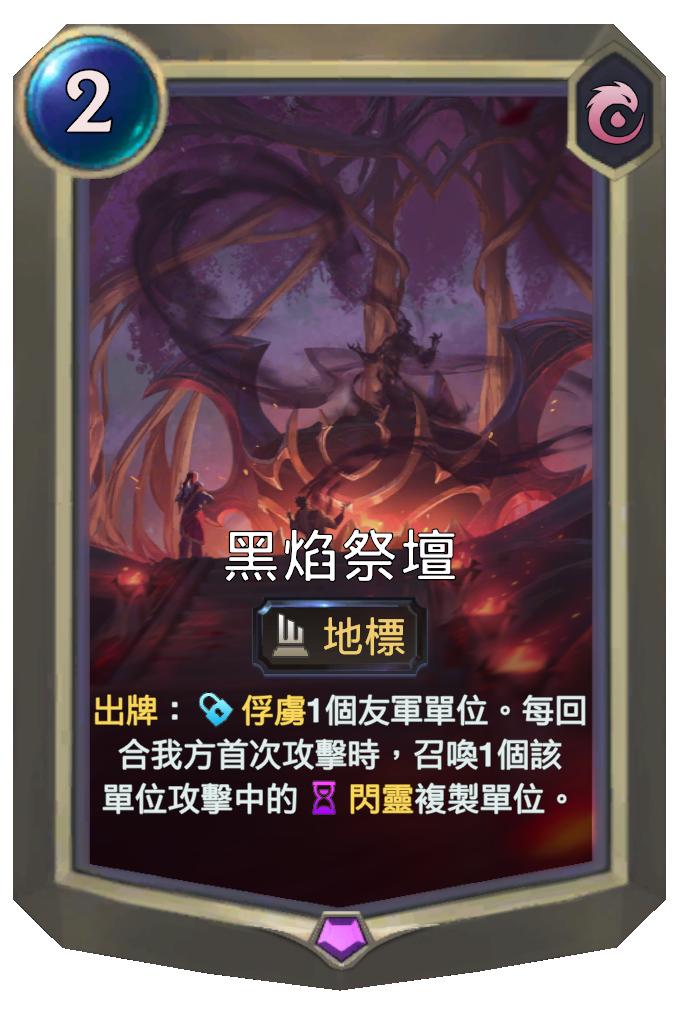 2
黑焰祭壇
地標
出牌： 俘虜1個友軍單位。每回
合我方首次攻擊時，召喚1個該
單位攻擊中的 閃靈複製單位。